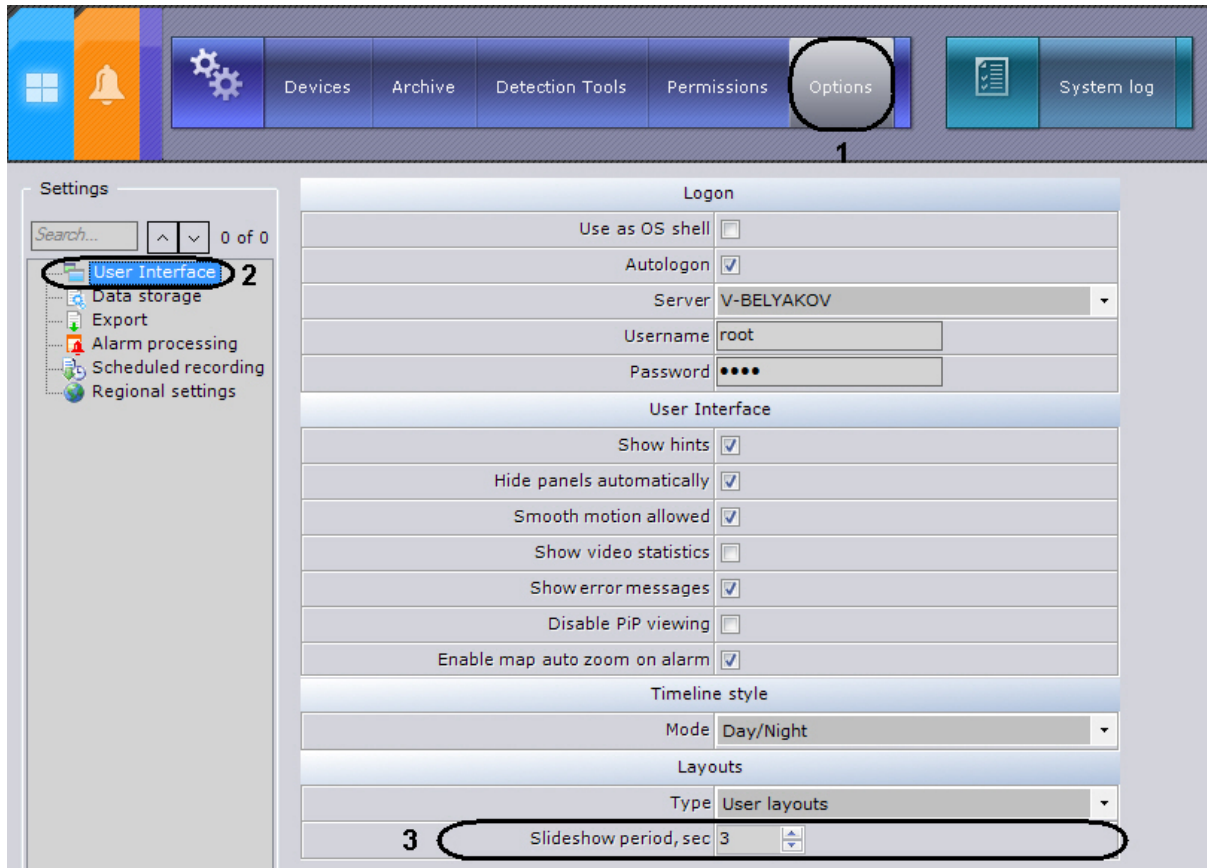 Devices Archive Detection Tools Permissions Options System log
1
Settings
Search... 0 of 0
User Interface 2
Data storage
Export
Alarm processing
Scheduled recording
Regional settings
Logon
Use as OS shell
Autologon
Server V-BELYAKOV
Username root
Password ••••
User Interface
Show hints
Hide panels automatically
Smooth motion allowed
Show video statistics
Show error messages
Disable PiP viewing
Enable map auto zoom on alarm
Timeline style
Mode Day/Night
Layouts
Type User layouts
3 Slideshow period, sec 3